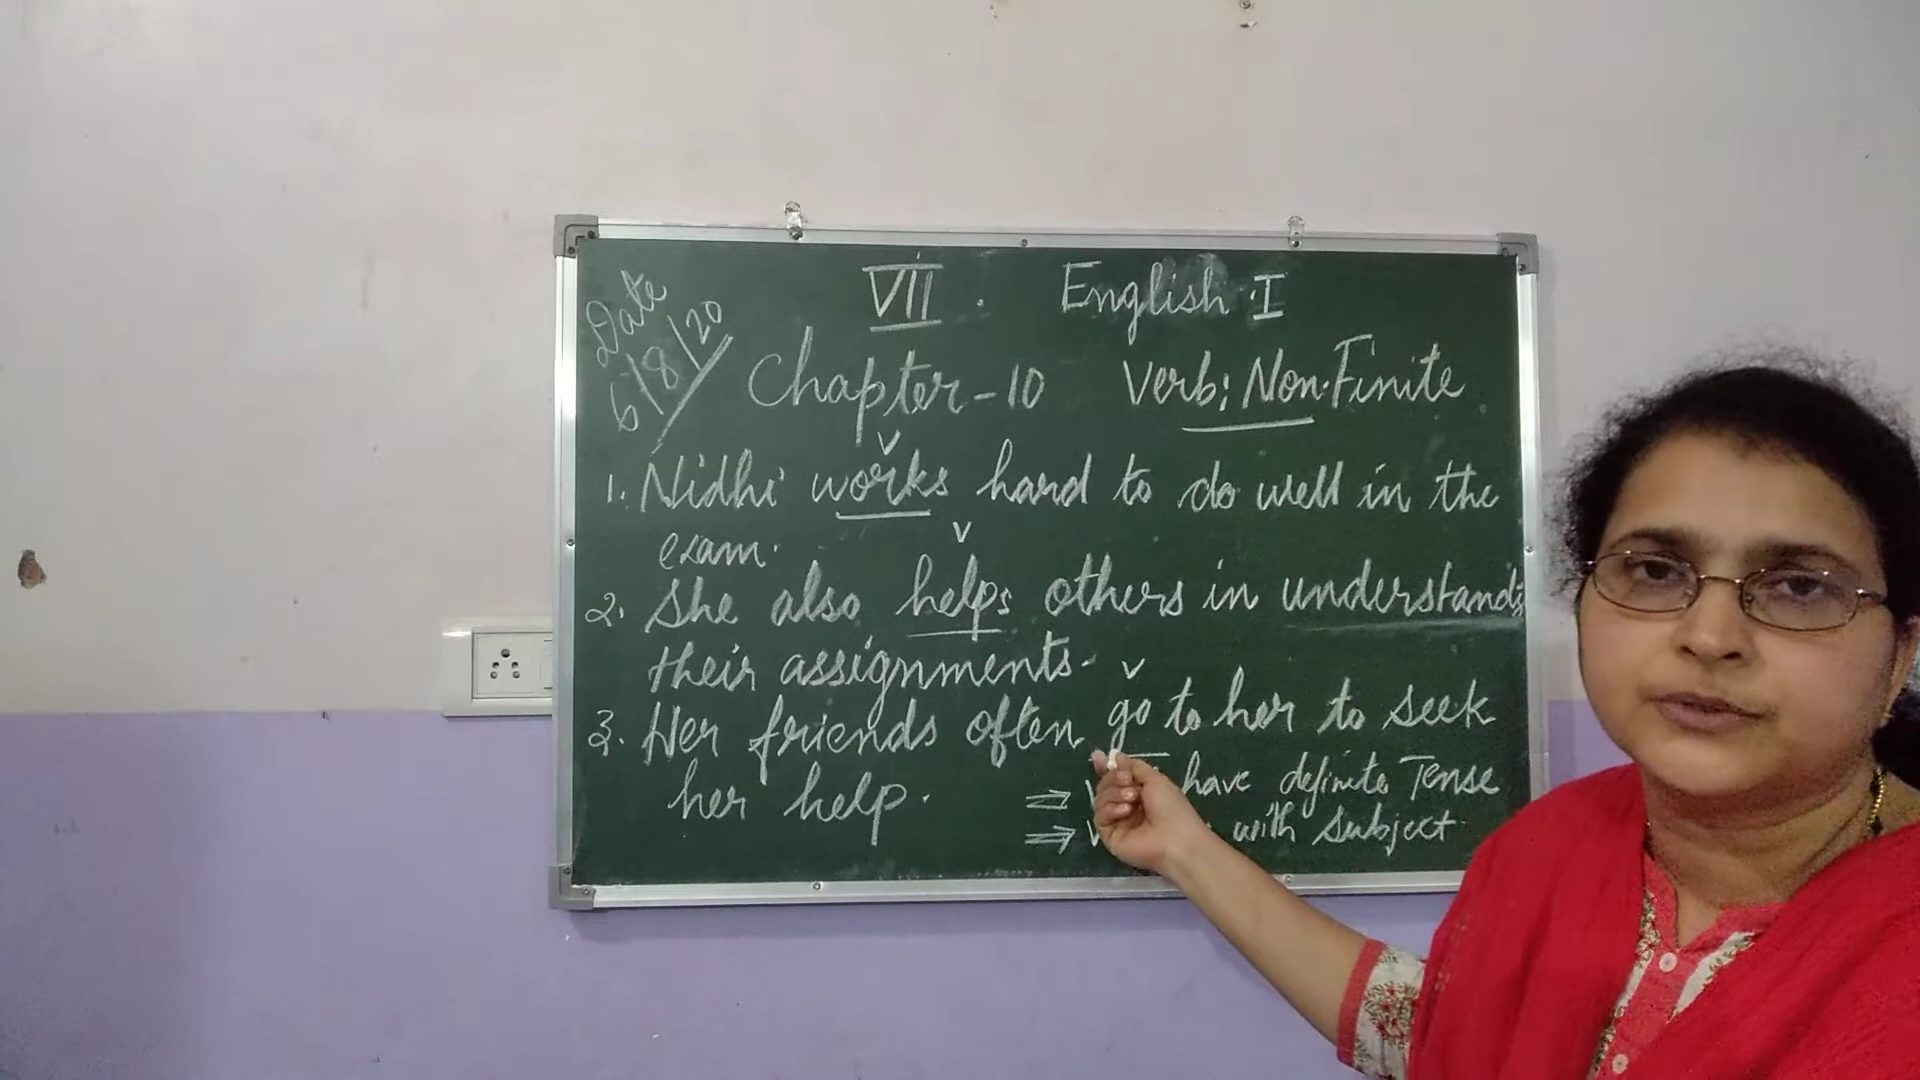 Date
6/8/20
VII . English . I
Chapter - 10 Verb; Non-Finite
v
1. Nidhi works hard to do well in the
exam.
v
2. She also helps others in understanding
their assignments.
v
3. Her friends often go to her to seek
her help.
⇒ have definite Tense
⇒ with Subject